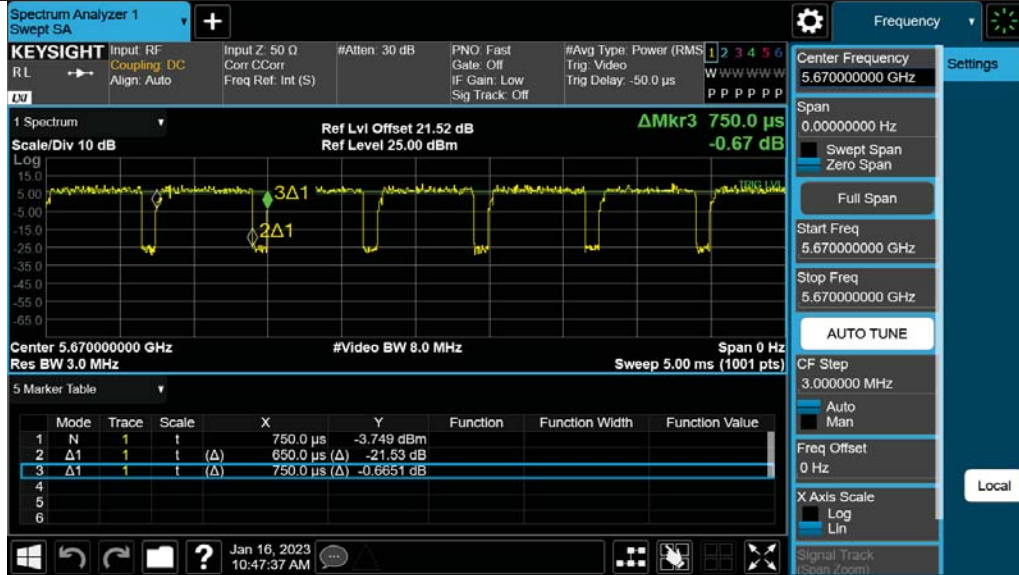 Spectrum Analyzer 1
Swept SA
+
Frequency
KEYSIGHT
RL
LXI
Input: RF
Coupling: DC
Align: Auto
Input Z: 50 Ω
Corr CCorr
Freq Ref: Int (S)
#Atten: 30 dB
PNO: Fast
Gate: Off
IF Gain: Low
Sig Track: Off
#Avg Type: Power (RMS
Trig: Video
Trig Delay: -50.0 µs
1 2 3 4 5 6
W W W W W W
P P P P P P
1 Spectrum
Scale/Div 10 dB
Ref Lvl Offset 21.52 dB
Ref Level 25.00 dBm
ΔMkr3 750.0 µs
-0.67 dB
Log
15.0
5.00
-5.00
-15.0
-25.0
-35.0
-45.0
-55.0
-65.0
1
3Δ1
2Δ1
TRIG LVL
Center 5.670000000 GHz
#Video BW 8.0 MHz
Span 0 Hz
Res BW 3.0 MHz
Sweep 5.00 ms (1001 pts)
5 Marker Table
Mode Trace Scale X Y Function Function Width Function Value
1 N 1 t 750.0 µs -3.749 dBm
2 Δ1 1 t (Δ) 650.0 µs (Δ) -21.53 dB
3 Δ1 1 t (Δ) 750.0 µs (Δ) -0.6651 dB
4
5
6
Jan 16, 2023
10:47:37 AM
?
Center Frequency
5.670000000 GHz
Span
0.00000000 Hz
Swept Span
Zero Span
Full Span
Start Freq
5.670000000 GHz
Stop Freq
5.670000000 GHz
AUTO TUNE
CF Step
3.000000 MHz
Auto
Man
Freq Offset
0 Hz
X Axis Scale
Log
Lin
Signal Track
(Span Zoom)
Settings
Local